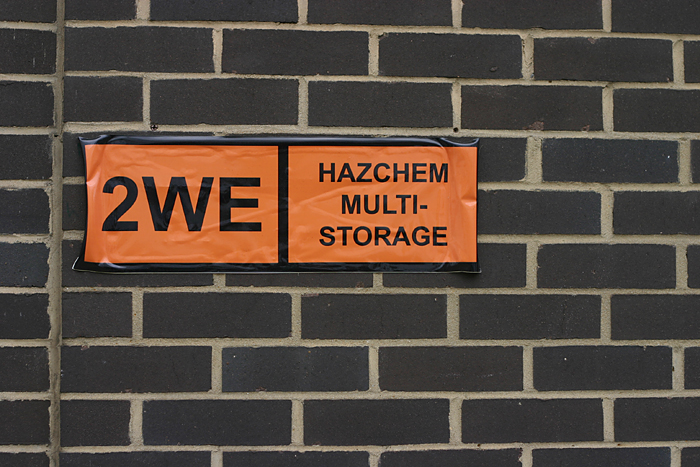 2WE
HAZCHEM
MULTI-
STORAGE